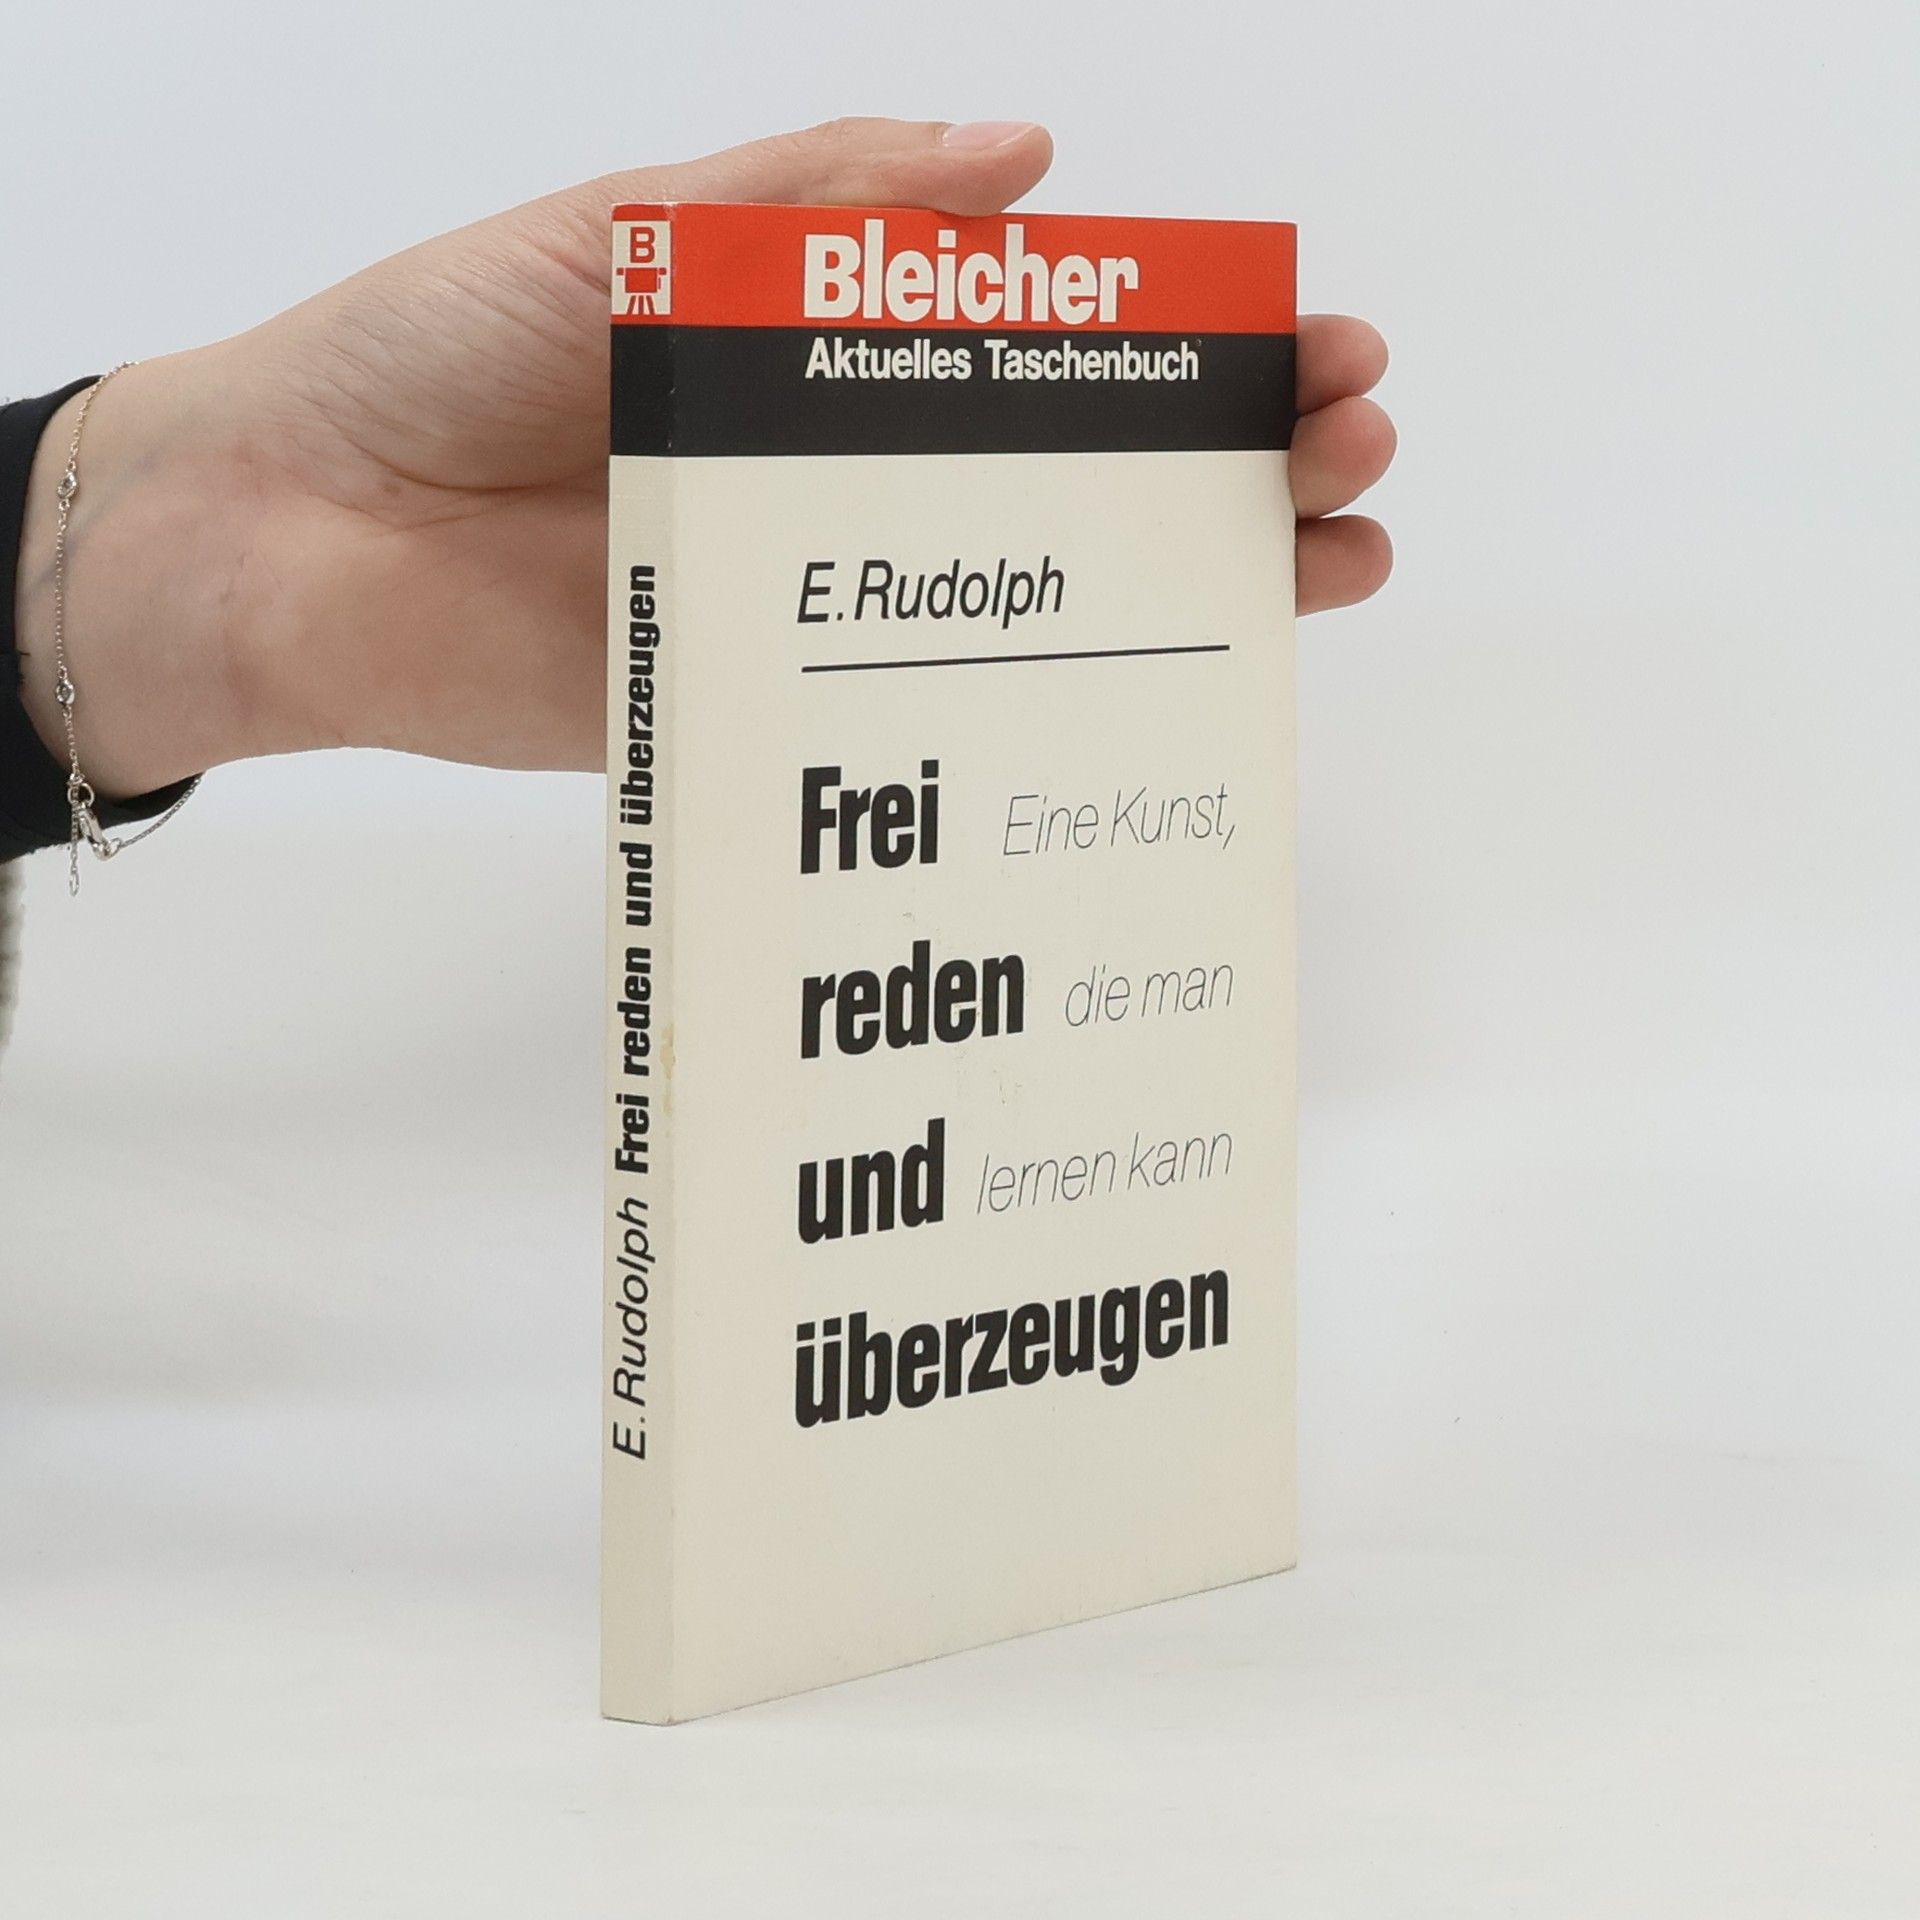 B
Bleicher
Aktuelles Taschenbuch
E. Rudolph
Frei Eine Kunst,
reden die man
und lernen kann
überzeugen
E. Rudolph Frei reden und überzeugen